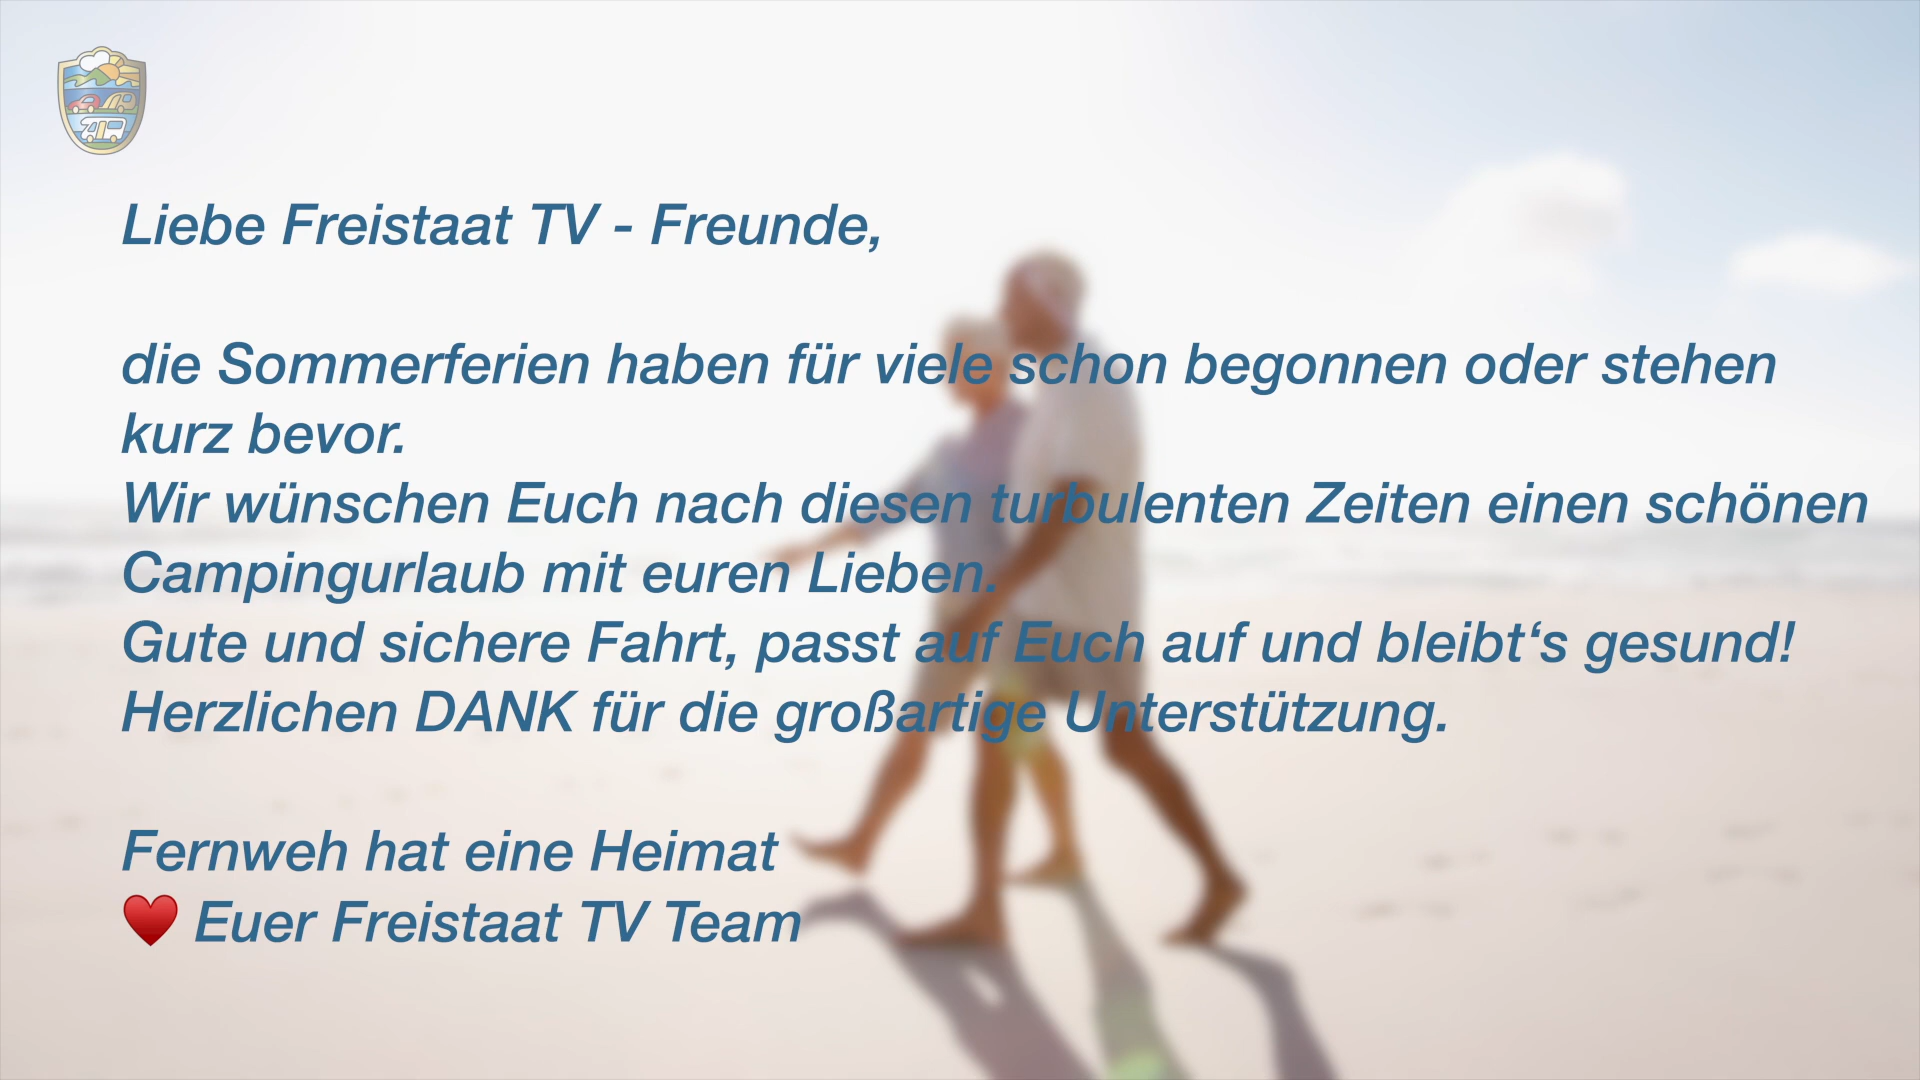 Liebe Freistaat TV - Freunde,
die Sommerferien haben für viele schon begonnen oder stehen
kurz bevor.
Wir wünschen Euch nach diesen turbulenten Zeiten einen schönen
Campingurlaub mit euren Lieben.
Gute und sichere Fahrt, passt auf Euch auf und bleibt‘s gesund!
Herzlichen DANK für die großartige Unterstützung.
Fernweh hat eine Heimat
♥ Euer Freistaat TV Team